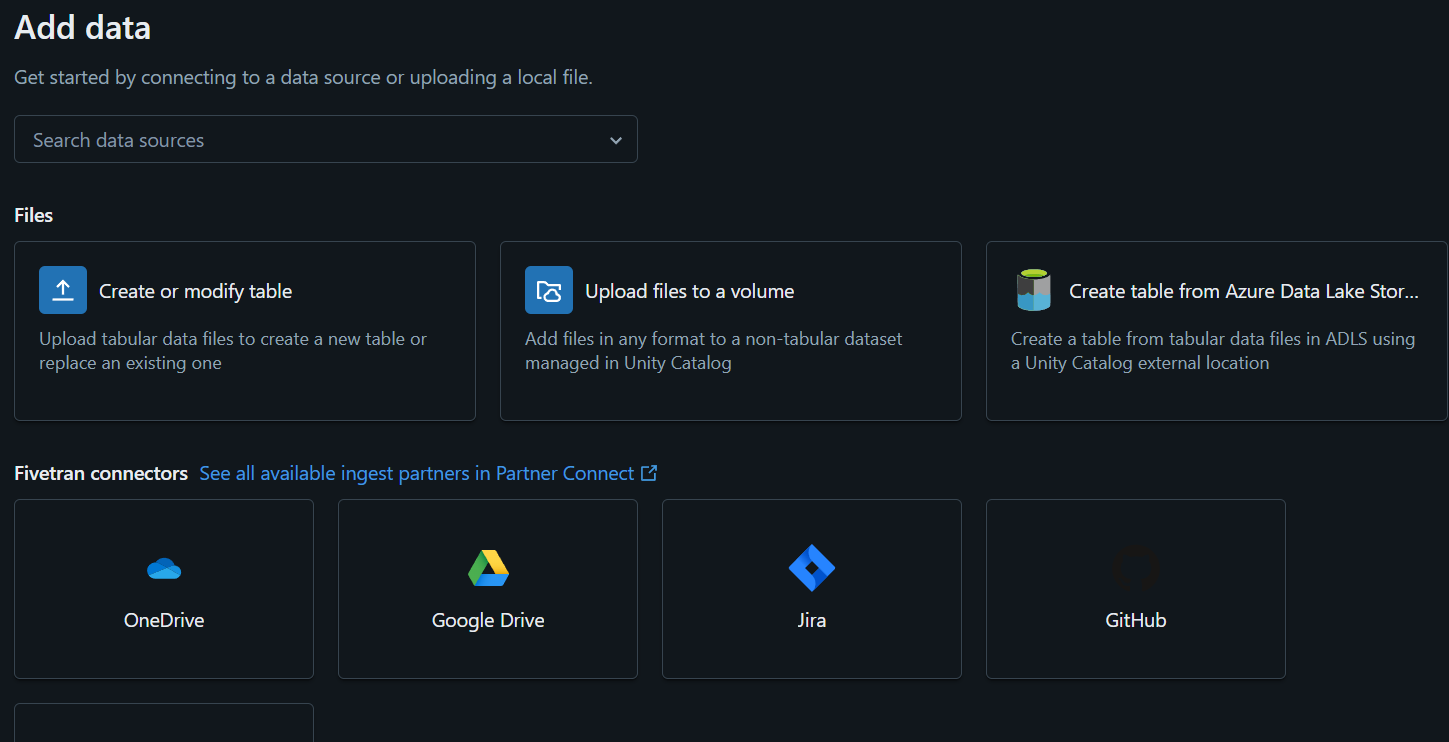 Add data
Get started by connecting to a data source or uploading a local file.
Search data sources
Files
Create or modify table
Upload tabular data files to create a new table or
replace an existing one
Upload files to a volume
Add files in any format to a non-tabular dataset
managed in Unity Catalog
Create table from Azure Data Lake Stor...
Create a table from tabular data files in ADLS using
a Unity Catalog external location
Fivetran connectors See all available ingest partners in Partner Connect
OneDrive
Google Drive
Jira
GitHub